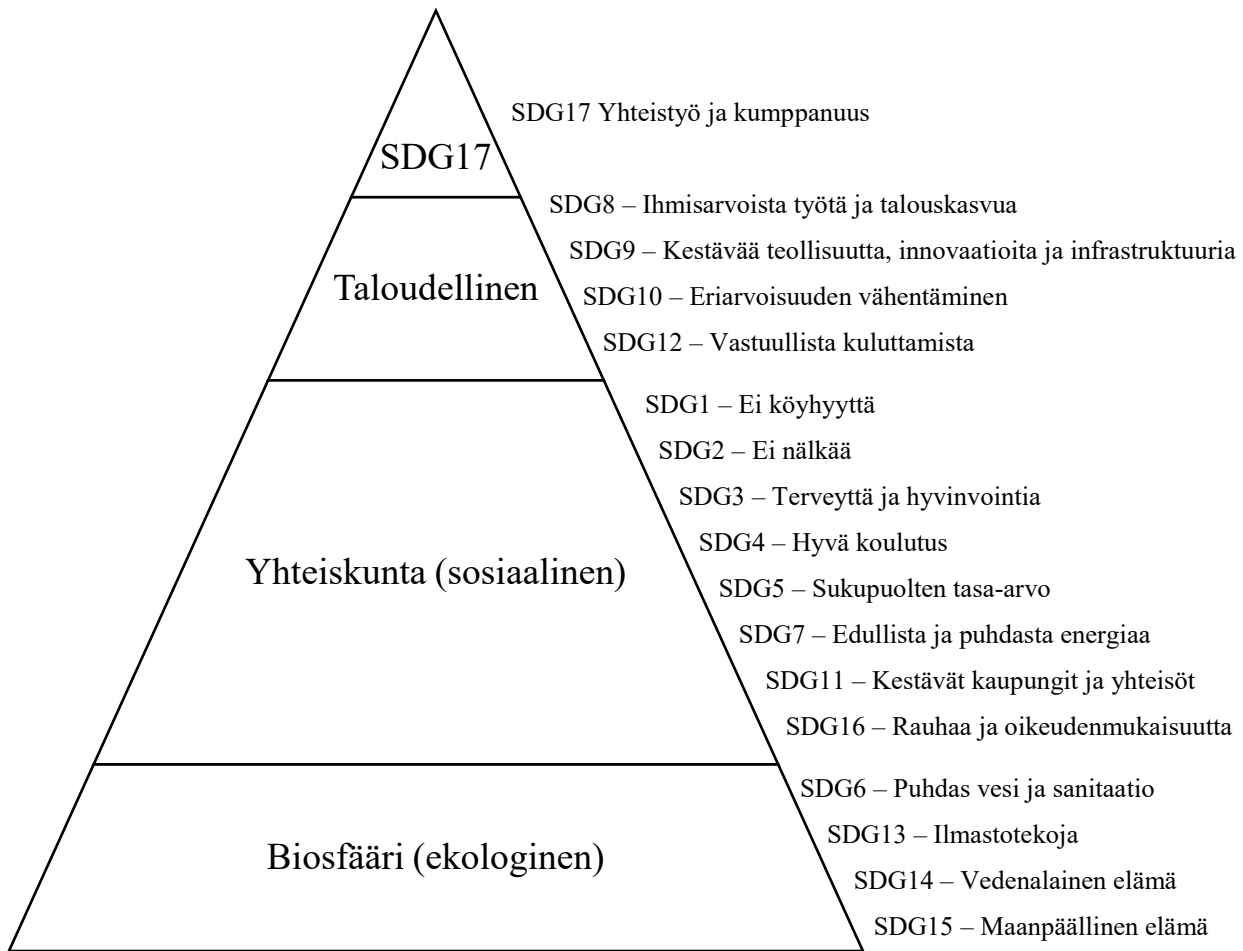 SDG17 Yhteistyö ja kumppanuus
SDG17
SDG8 – Ihmisarvoista työtä ja talouskasvua
SDG9 – Kestävää teollisuutta, innovaatioita ja infrastruktuuria
Taloudellinen
SDG10 – Eriarvoisuuden vähentäminen
SDG12 – Vastuullista kuluttamista
SDG1 – Ei köyhyyttä
SDG2 – Ei nälkää
SDG3 – Terveyttä ja hyvinvointia
SDG4 – Hyvä koulutus
Yhteiskunta (sosiaalinen)
SDG5 – Sukupuolten tasa-arvo
SDG7 – Edullista ja puhdasta energiaa
SDG11 – Kestävät kaupungit ja yhteisöt
SDG16 – Rauhaa ja oikeudenmukaisuutta
SDG6 – Puhdas vesi ja sanitaatio
SDG13 – Ilmastotekoja
Biosfääri (ekologinen)
SDG14 – Vedenalainen elämä
SDG15 – Maanpäällinen elämä